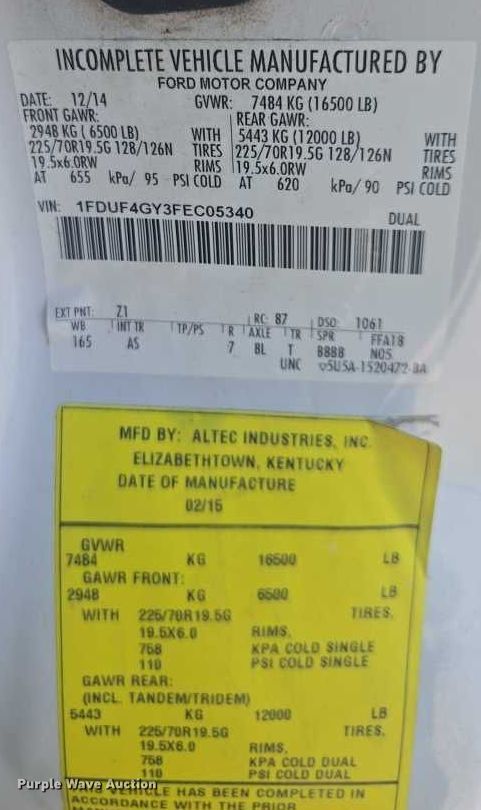 INCOMPLETE VEHICLE MANUFACTURED BY
FORD MOTOR COMPANY
DATE: 12/14 GVWR: 7484 KG (16500 LB)
FRONT GAWR: REAR GAWR:
2948 KG ( 6500 LB) WITH 5443 KG (12000 LB) WITH
225/70R19.5G 128/126N TIRES 225/70R19.5G 128/126N TIRES
19.5x6.0RW RIMS 19.5x6.0RW RIMS
AT 655 kPa/ 95 PSI COLD AT 620 kPa/ 90 PSI COLD
VIN: 1FDUF4GY3FEC05340 DUAL
EXT PNT: Z1 RC: 87 DSO: 1061
WB INT TR TP/PS R AXLE TR SPR FFA18
165 AS 7 BL T 8888 NOS
UNC ▽5U5A-1520472-BA
MFD BY: ALTEC INDUSTRIES, INC.
ELIZABETHTOWN, KENTUCKY
DATE OF MANUFACTURE
02/15
GVWR
7484 KG 16500 LB
GAWR FRONT:
2948 KG 6500 LB
WITH 225/70R19.5G TIRES,
19.5X6.0 RIMS,
758 KPA COLD SINGLE
110 PSI COLD SINGLE
GAWR REAR:
(INCL. TANDEM/TRIDEM)
5443 KG 12000 LB
WITH 225/70R19.5G TIRES,
19.5X6.0 RIMS,
758 KPA COLD DUAL
110 PSI COLD DUAL
THIS VEHICLE HAS BEEN COMPLETED IN
ACCORDANCE WITH THE PRIOR
Purple Wave Auction